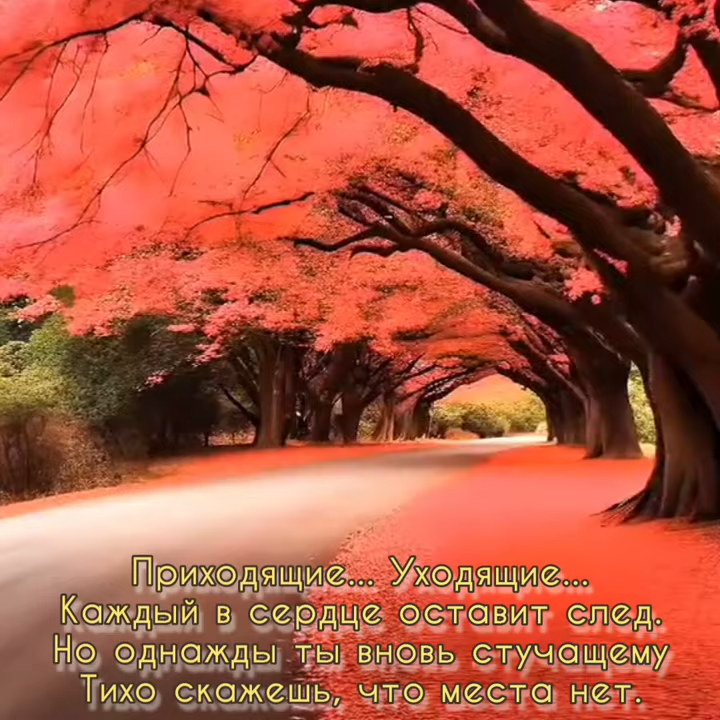 Приходящие... Уходящие...
Каждый в сердце оставит след.
Но однажды ты вновь стучащему
Тихо скажешь, что места нет.